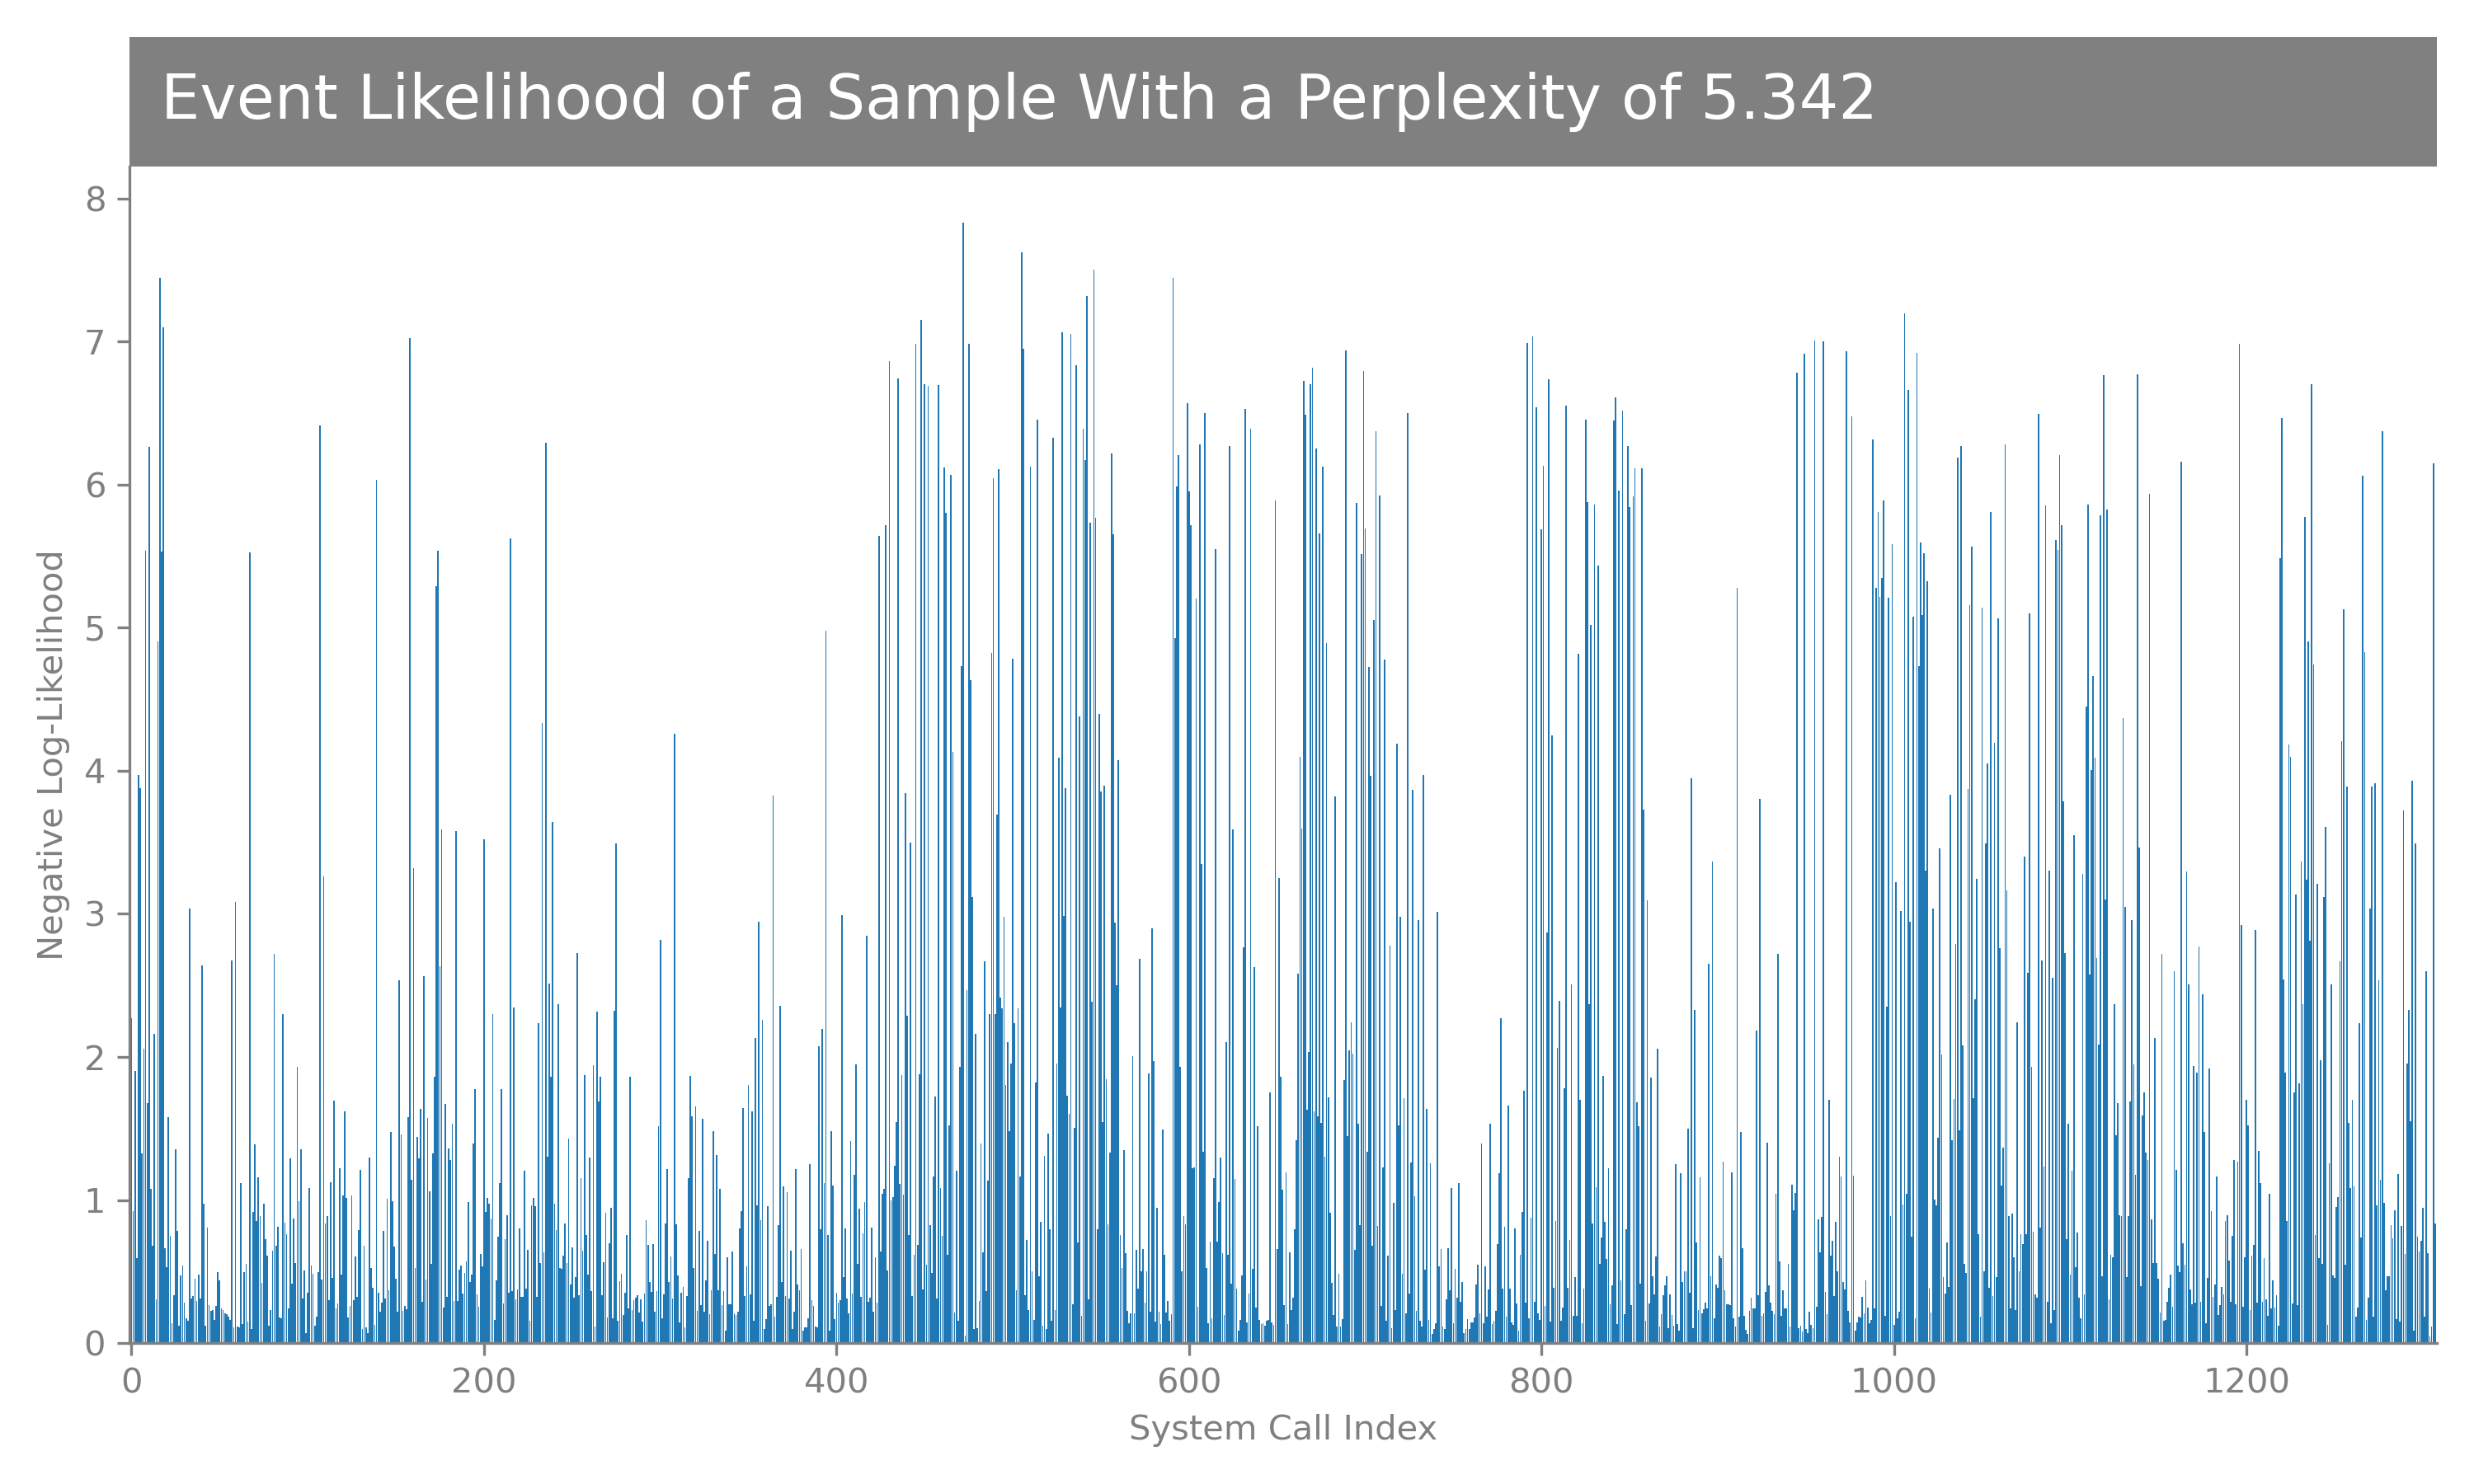 Event Likelihood of a Sample With a Perplexity of 5.342
8
7
6
5
4
3
2
1
0
Negative Log-Likelihood
0 200 400 600 800 1000 1200
System Call Index